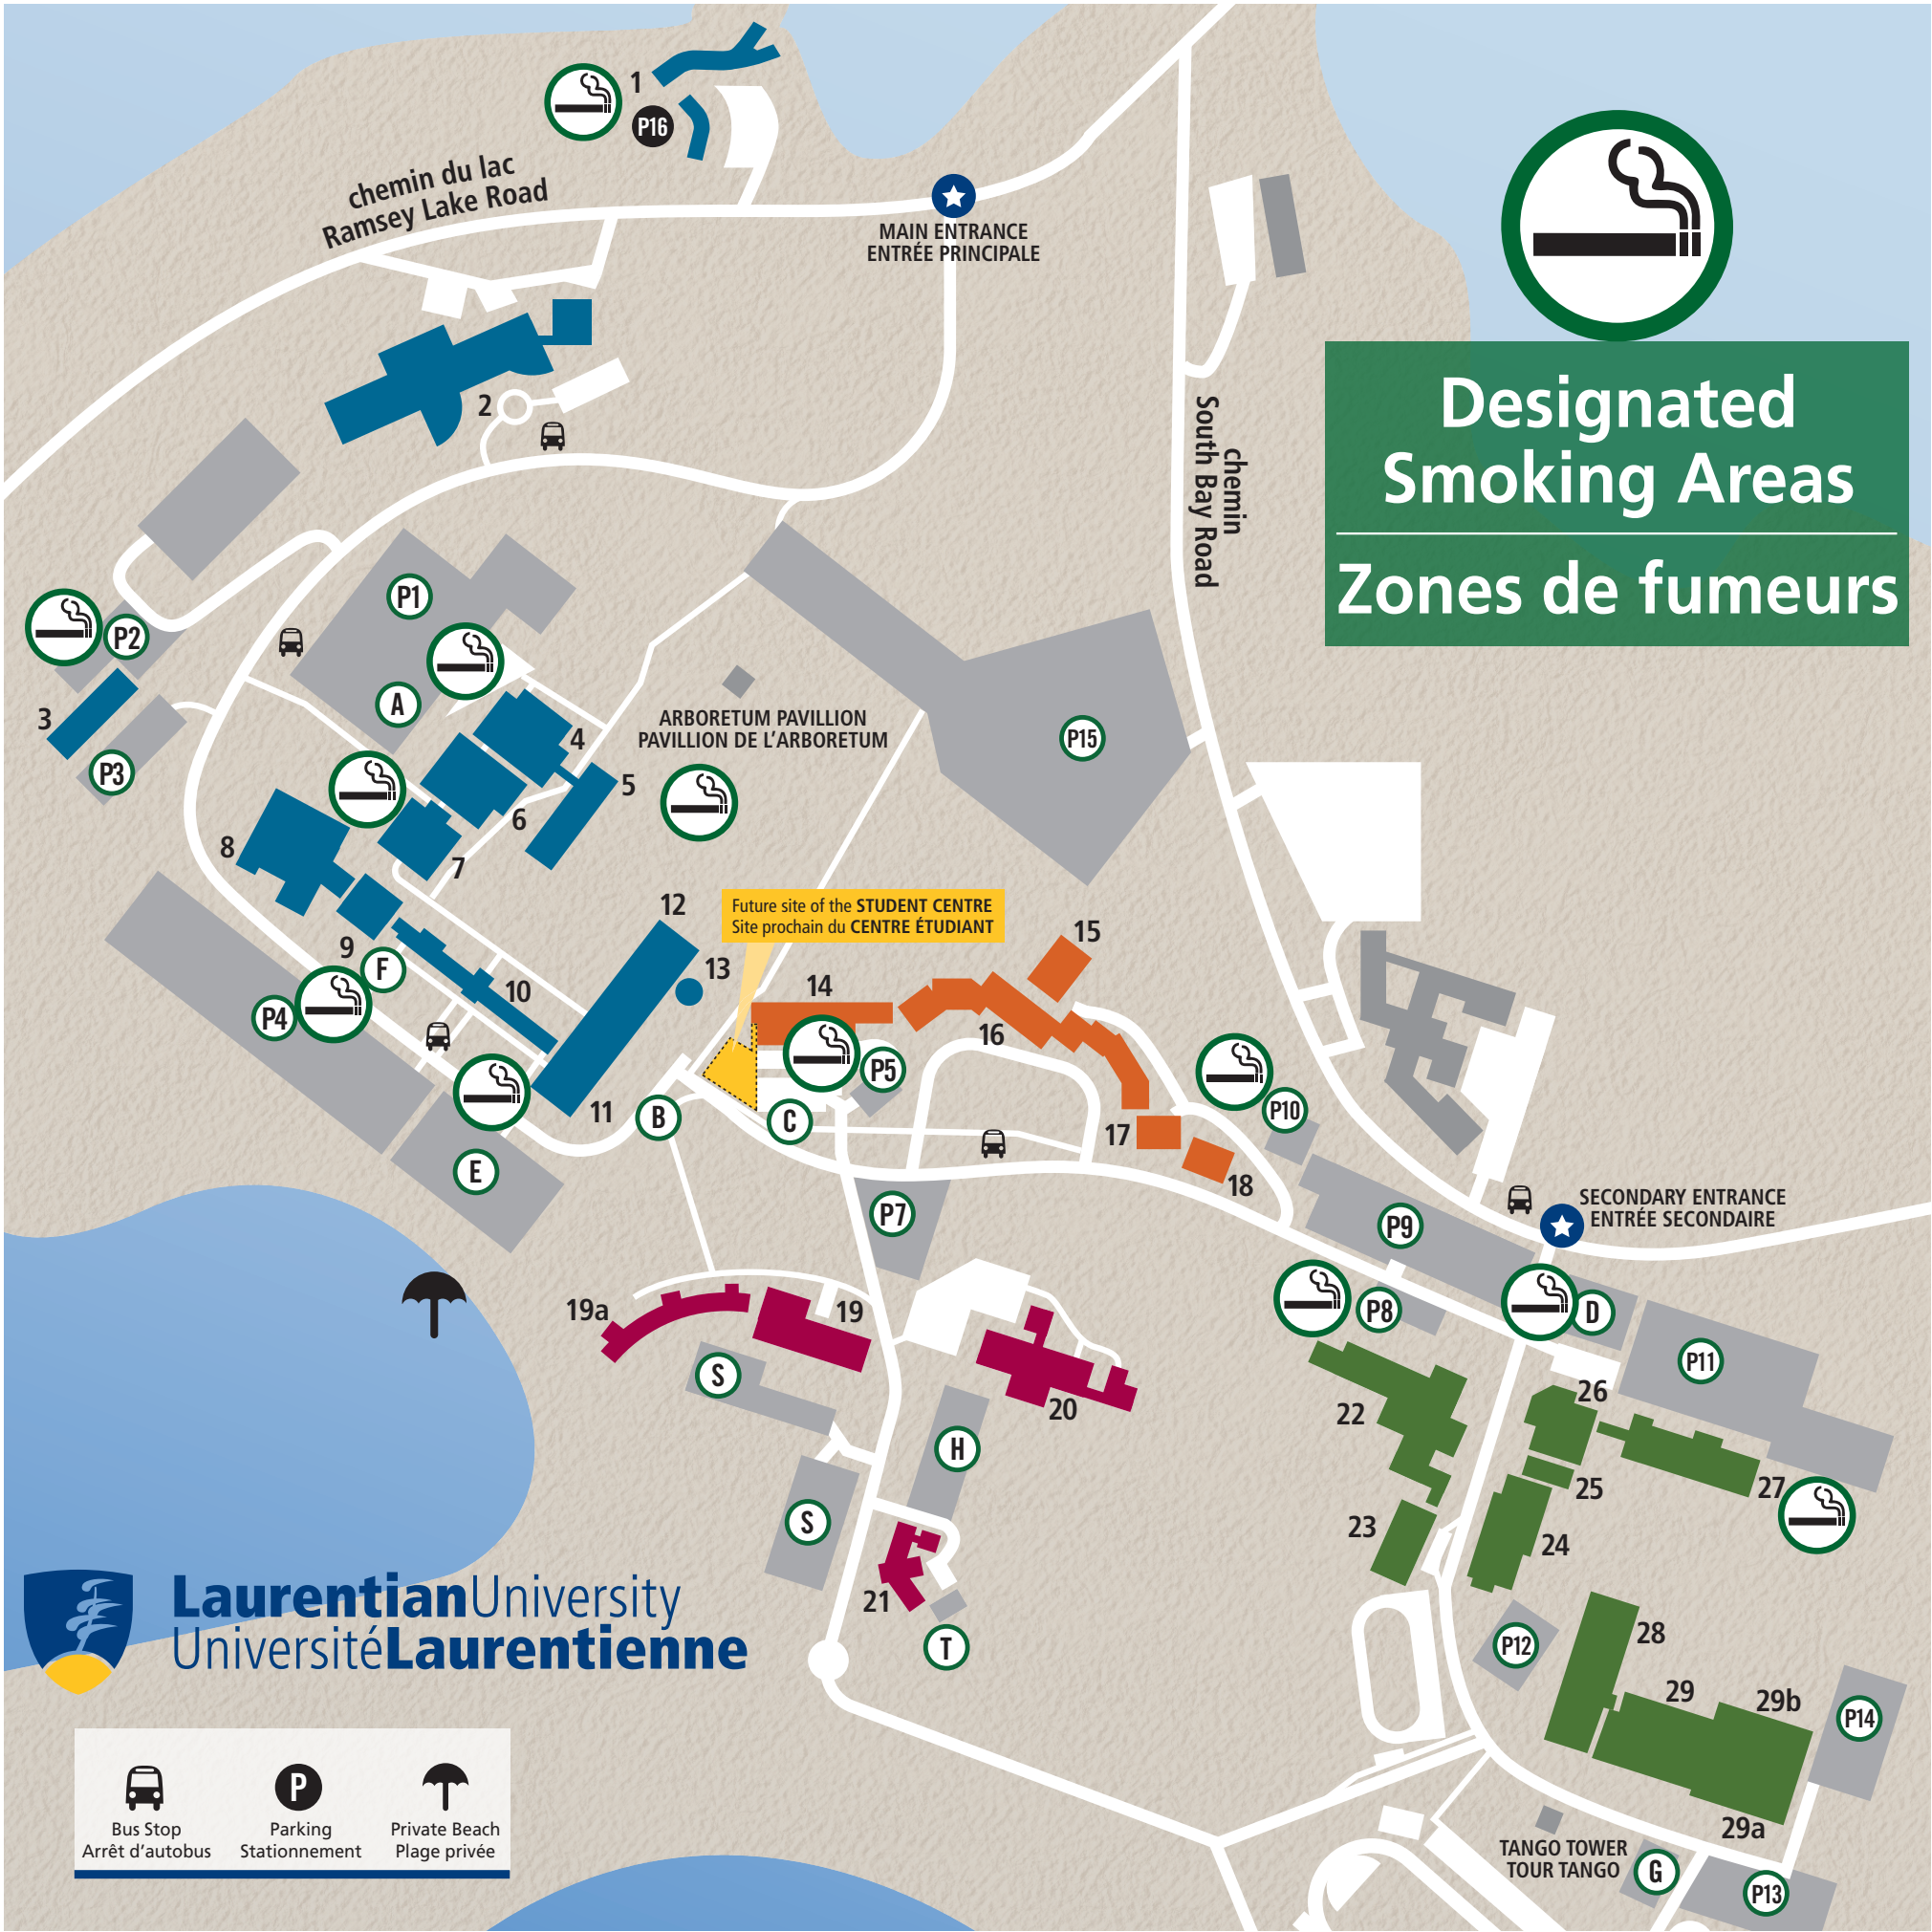 1
P16
chemin du lac
Ramsey Lake Road
MAIN ENTRANCE
ENTRÉE PRINCIPALE
Designated
Smoking Areas
Zones de fumeurs
2
chemin
South Bay Road
P1
P2
A
3
P3
4
ARBORETUM PAVILLION
PAVILLION DE L'ARBORETUM
P15
5
6
7
8
12
Future site of the STUDENT CENTRE
Site prochain du CENTRE ÉTUDIANT
15
9
F
13
14
10
P4
16
P5
11
B
C
17
P10
E
18
P7
P9
SECONDARY ENTRANCE
ENTRÉE SECONDAIRE
19a
19
P8
D
S
P11
20
22
26
H
25
27
S
23
24
21
T
P12
28
29
29b
P14
LaurentianUniversity
UniversitéLaurentienne
P
Bus Stop
Arrêt d'autobus
Parking
Stationnement
Private Beach
Plage privée
29a
TANGO TOWER
TOUR TANGO
G
P13